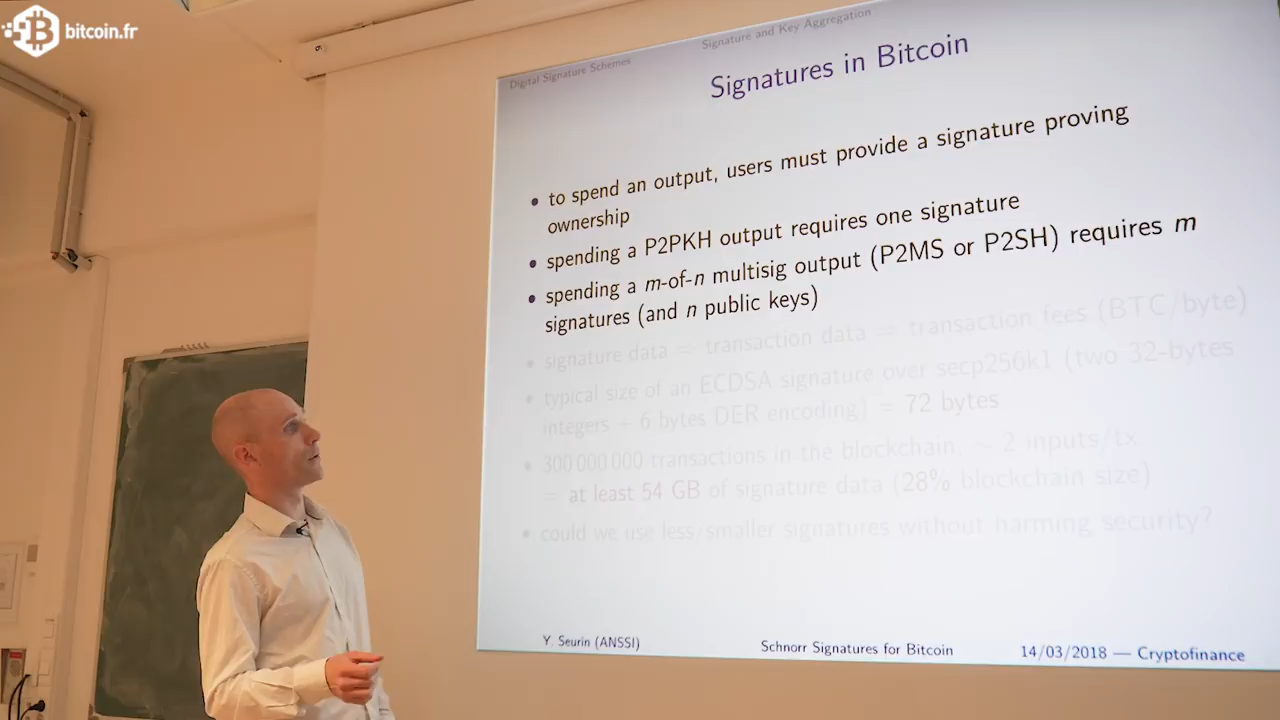 bitcoin.fr
Digital Signature Schemes
Signature and Key Aggregation
Signatures in Bitcoin
• to spend an output, users must provide a signature proving
ownership
• spending a P2PKH output requires one signature
• spending a m-of-n multisig output (P2MS or P2SH) requires m
signatures (and n public keys)
• signature data = transaction data = transaction fees (BTC/byte)
• typical size of an ECDSA signature over secp256k1 (two 32-bytes
integers + 6 bytes DER encoding) = 72 bytes
• 300 000 000 transactions in the blockchain, ∼ 2 inputs/tx
= at least 54 GB of signature data (28% blockchain size)
• could we use less/smaller signatures without harming security?
Y. Seurin (ANSSI)
Schnorr Signatures for Bitcoin
14/03/2018 — Cryptofinance